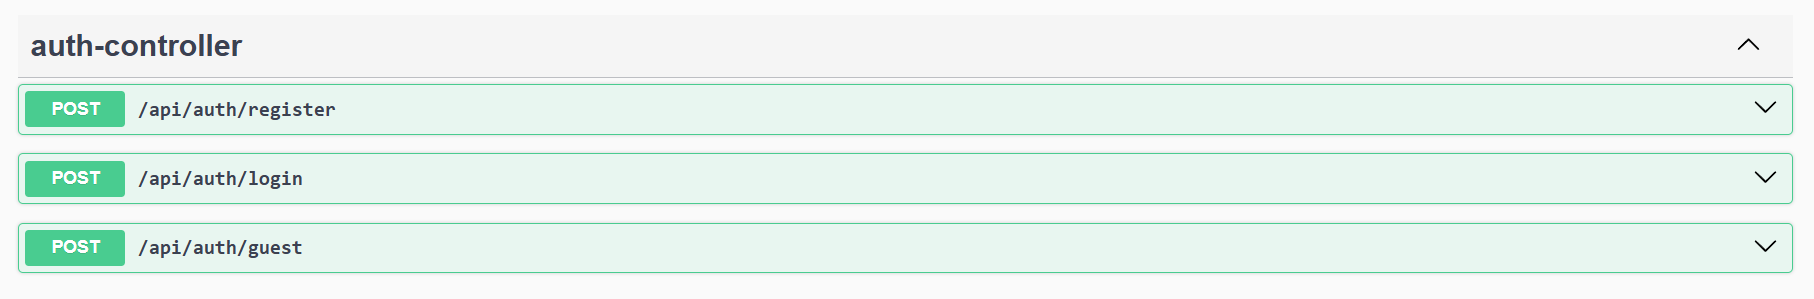 auth-controller
POST /api/auth/register
POST /api/auth/login
POST /api/auth/guest